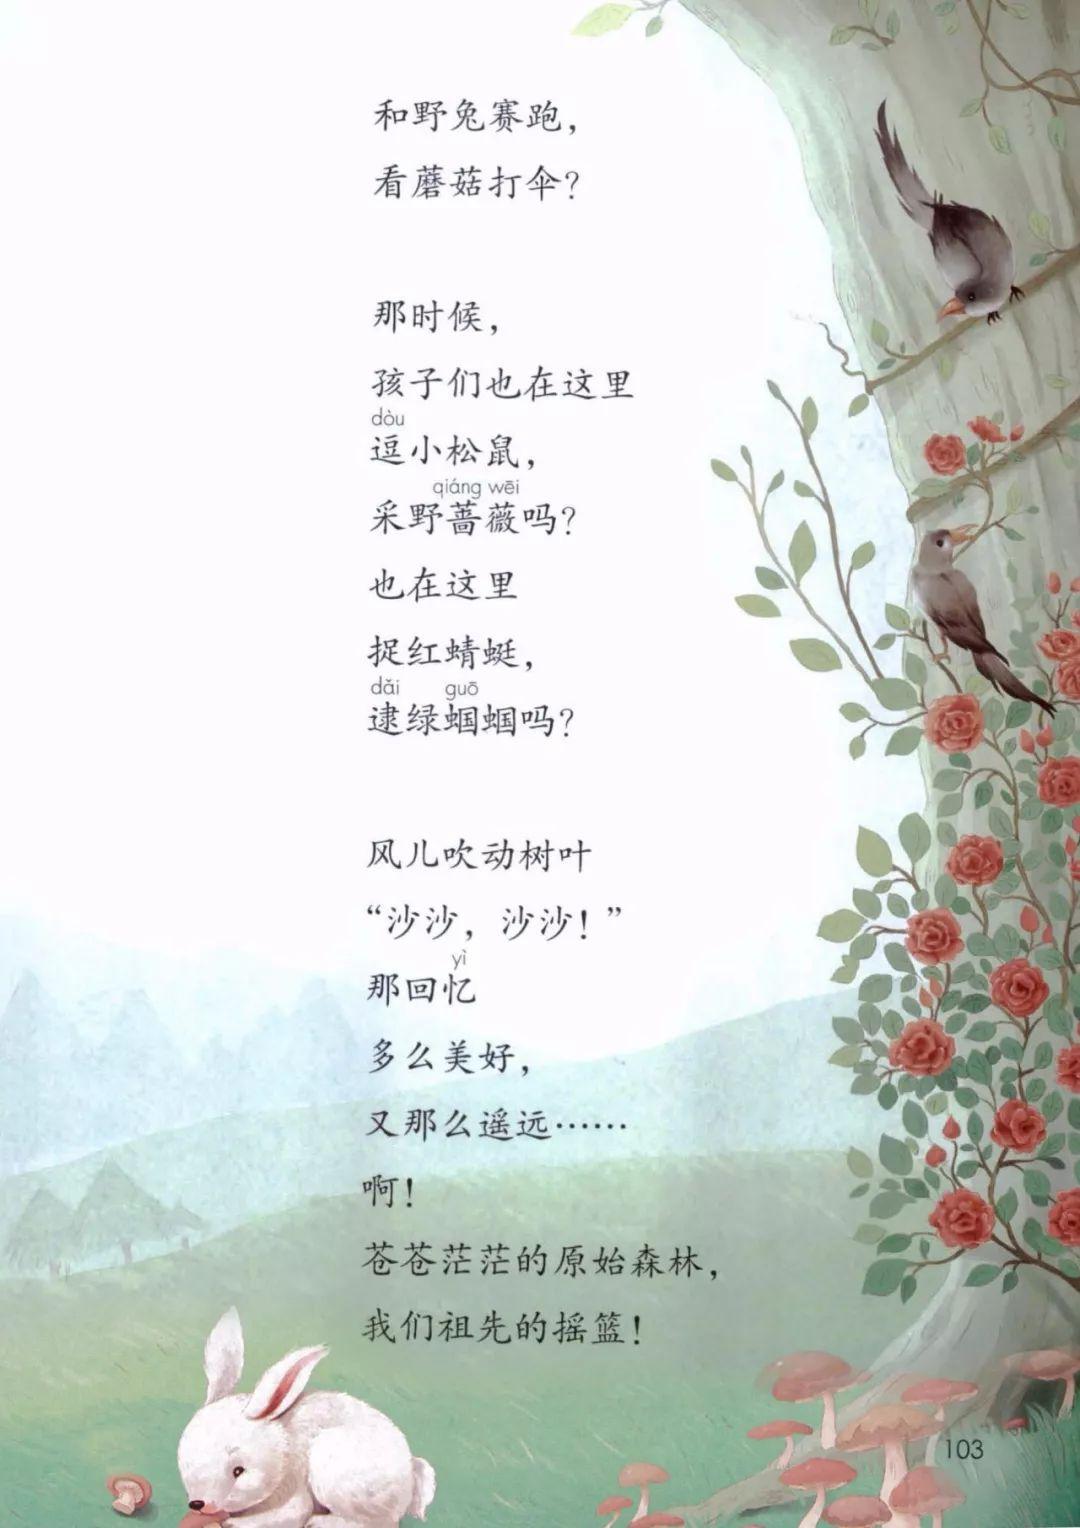 和野兔赛跑，
看蘑菇打伞？
那时候，
孩子们也在这里
dòu
逗小松鼠，
qiáng wēi
采野蔷薇吗？
也在这里
捉红蜻蜓，
dǎi guō
逮绿蝈蝈吗？
风儿吹动树叶
“沙沙，沙沙！”
yì
那回忆
多么美好，
又那么遥远……
啊！
苍苍茫茫的原始森林，
我们祖先的摇篮！
103